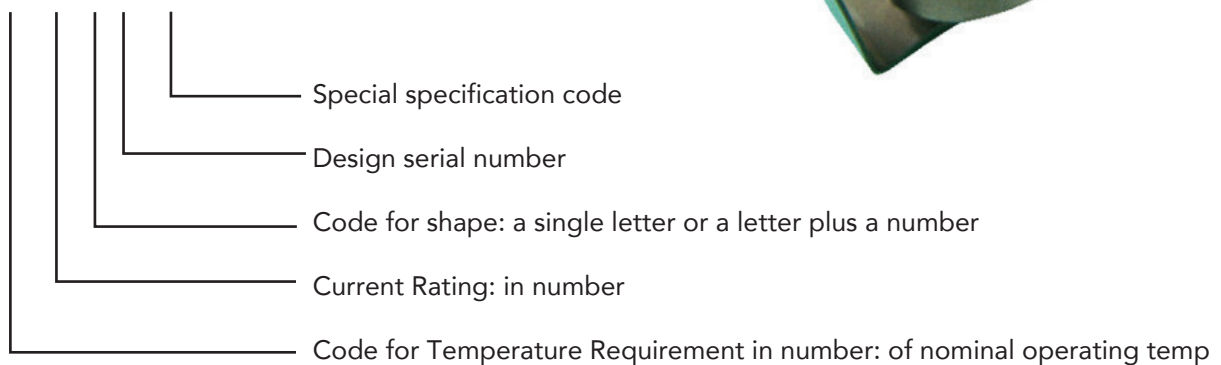 Special specification code
Design serial number
Code for shape: a single letter or a letter plus a number
Current Rating: in number
Code for Temperature Requirement in number: of nominal operating temp